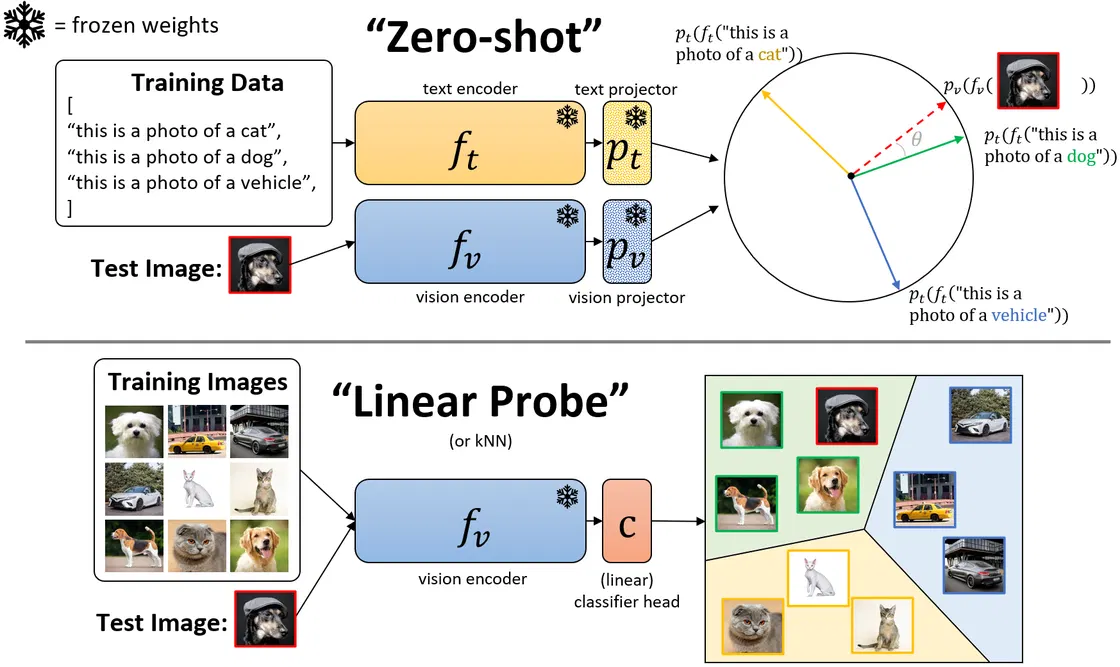 = frozen weights
“Zero-shot”
Training Data
[
“this is a photo of a cat”,
“this is a photo of a dog”,
“this is a photo of a vehicle”,
]
Test Image:
text encoder
f_t
text projector
p_t
f_v
vision encoder
p_v
vision projector
p_t(f_t("this is a
photo of a cat"))
p_v(f_v( ))
θ
p_t(f_t("this is a
photo of a dog"))
p_t(f_t("this is a
photo of a vehicle"))
“Linear Probe”
(or kNN)
Training Images
Test Image:
f_v
vision encoder
c
(linear)
classifier head